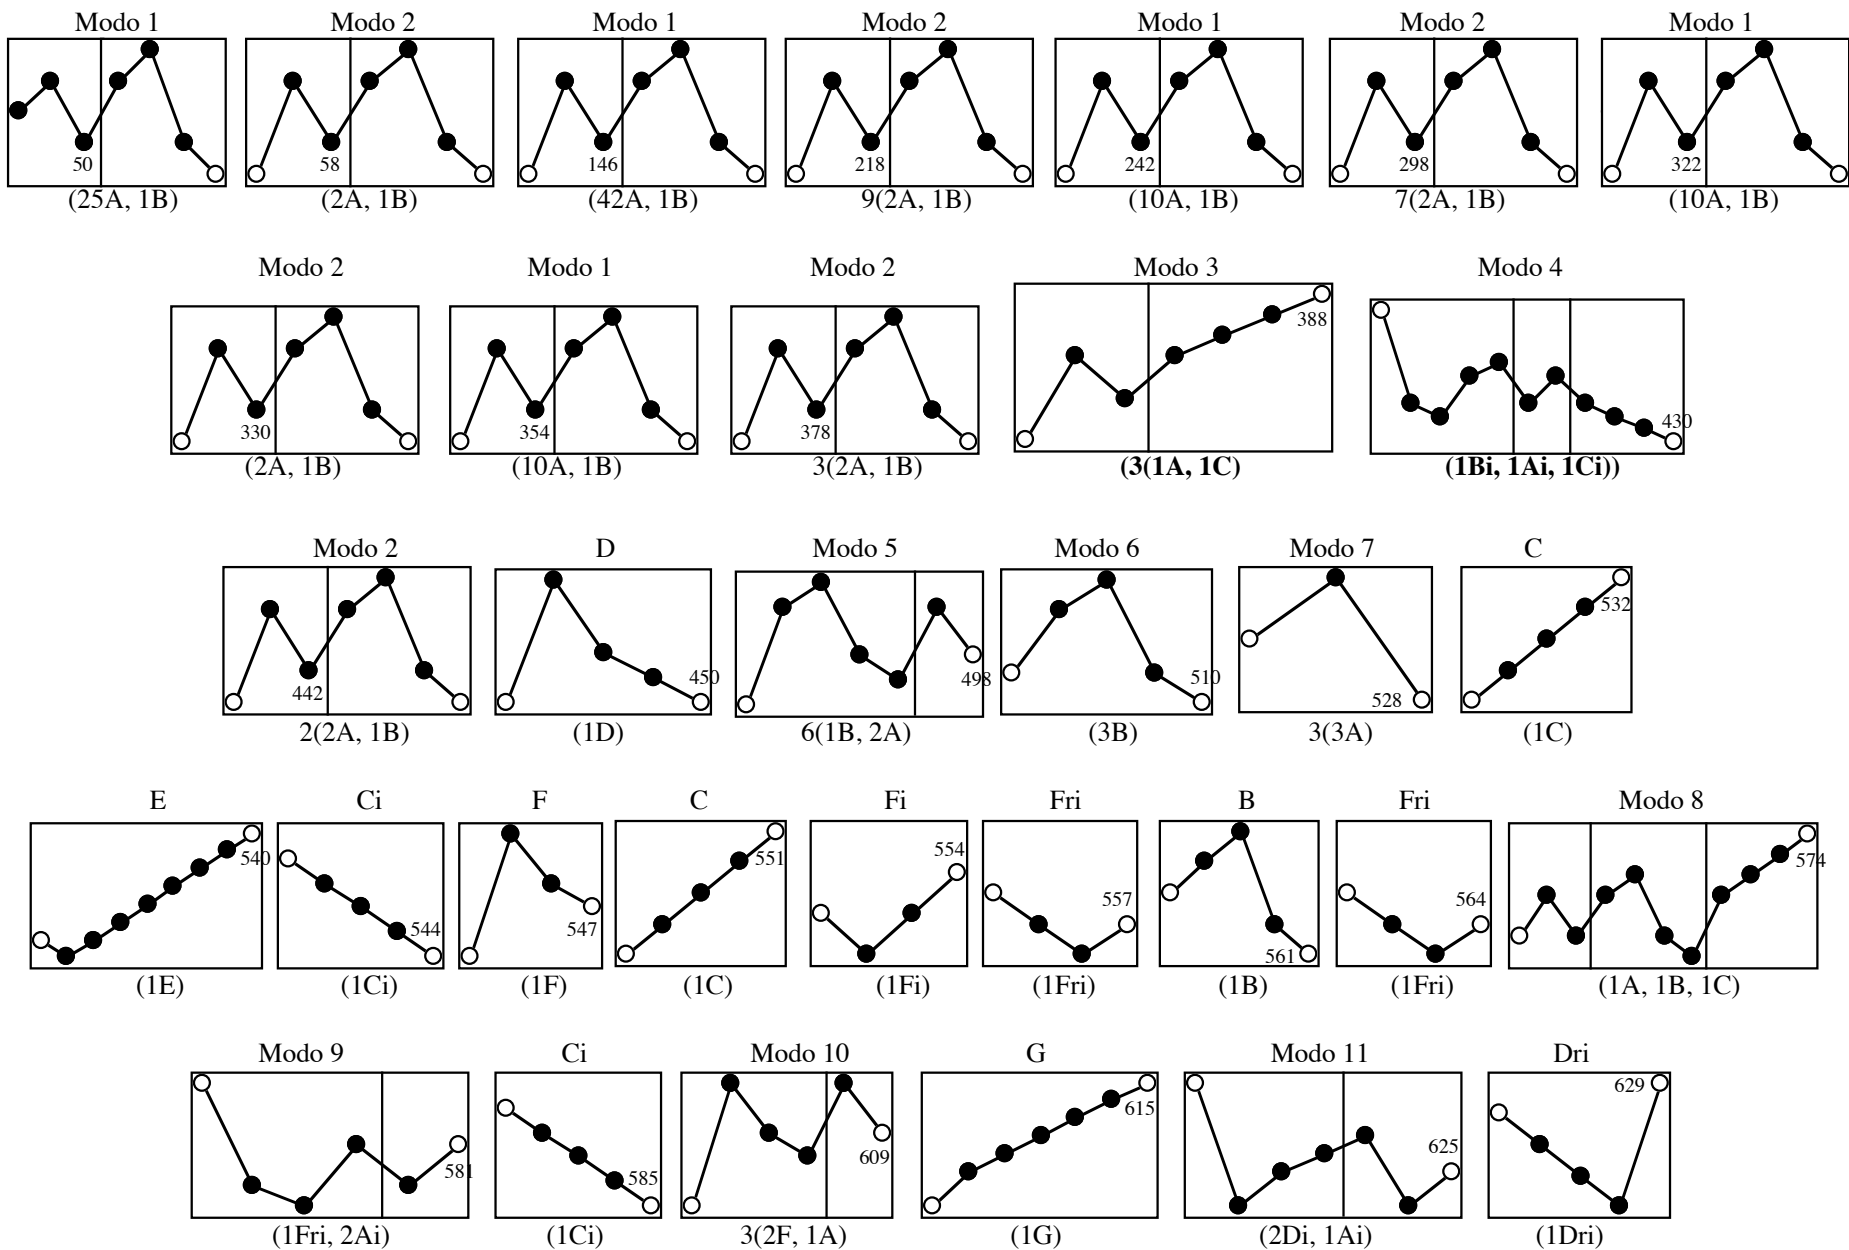 Modo 1 Modo 2 Modo 1 Modo 2 Modo 1 Modo 2 Modo 1
50 58 146 218 242 298 322
(25A, 1B) (2A, 1B) (42A, 1B) 9(2A, 1B) (10A, 1B) 7(2A, 1B) (10A, 1B)
Modo 2 Modo 1 Modo 2 Modo 3 Modo 4
330 354 378 388 430
(2A, 1B) (10A, 1B) 3(2A, 1B) (3(1A, 1C) (1Bi, 1Ai, 1Ci))
Modo 2 D Modo 5 Modo 6 Modo 7 C
442 450 498 510 528 532
2(2A, 1B) (1D) 6(1B, 2A) (3B) 3(3A) (1C)
E Ci F C Fi Fri B Fri Modo 8
540 544 547 551 554 557 561 564 574
(1E) (1Ci) (1F) (1C) (1Fi) (1Fri) (1B) (1Fri) (1A, 1B, 1C)
Modo 9 Ci Modo 10 G Modo 11 Dri
581 585 609 615 625 629
(1Fri, 2Ai) (1Ci) 3(2F, 1A) (1G) (2Di, 1Ai) (1Dri)